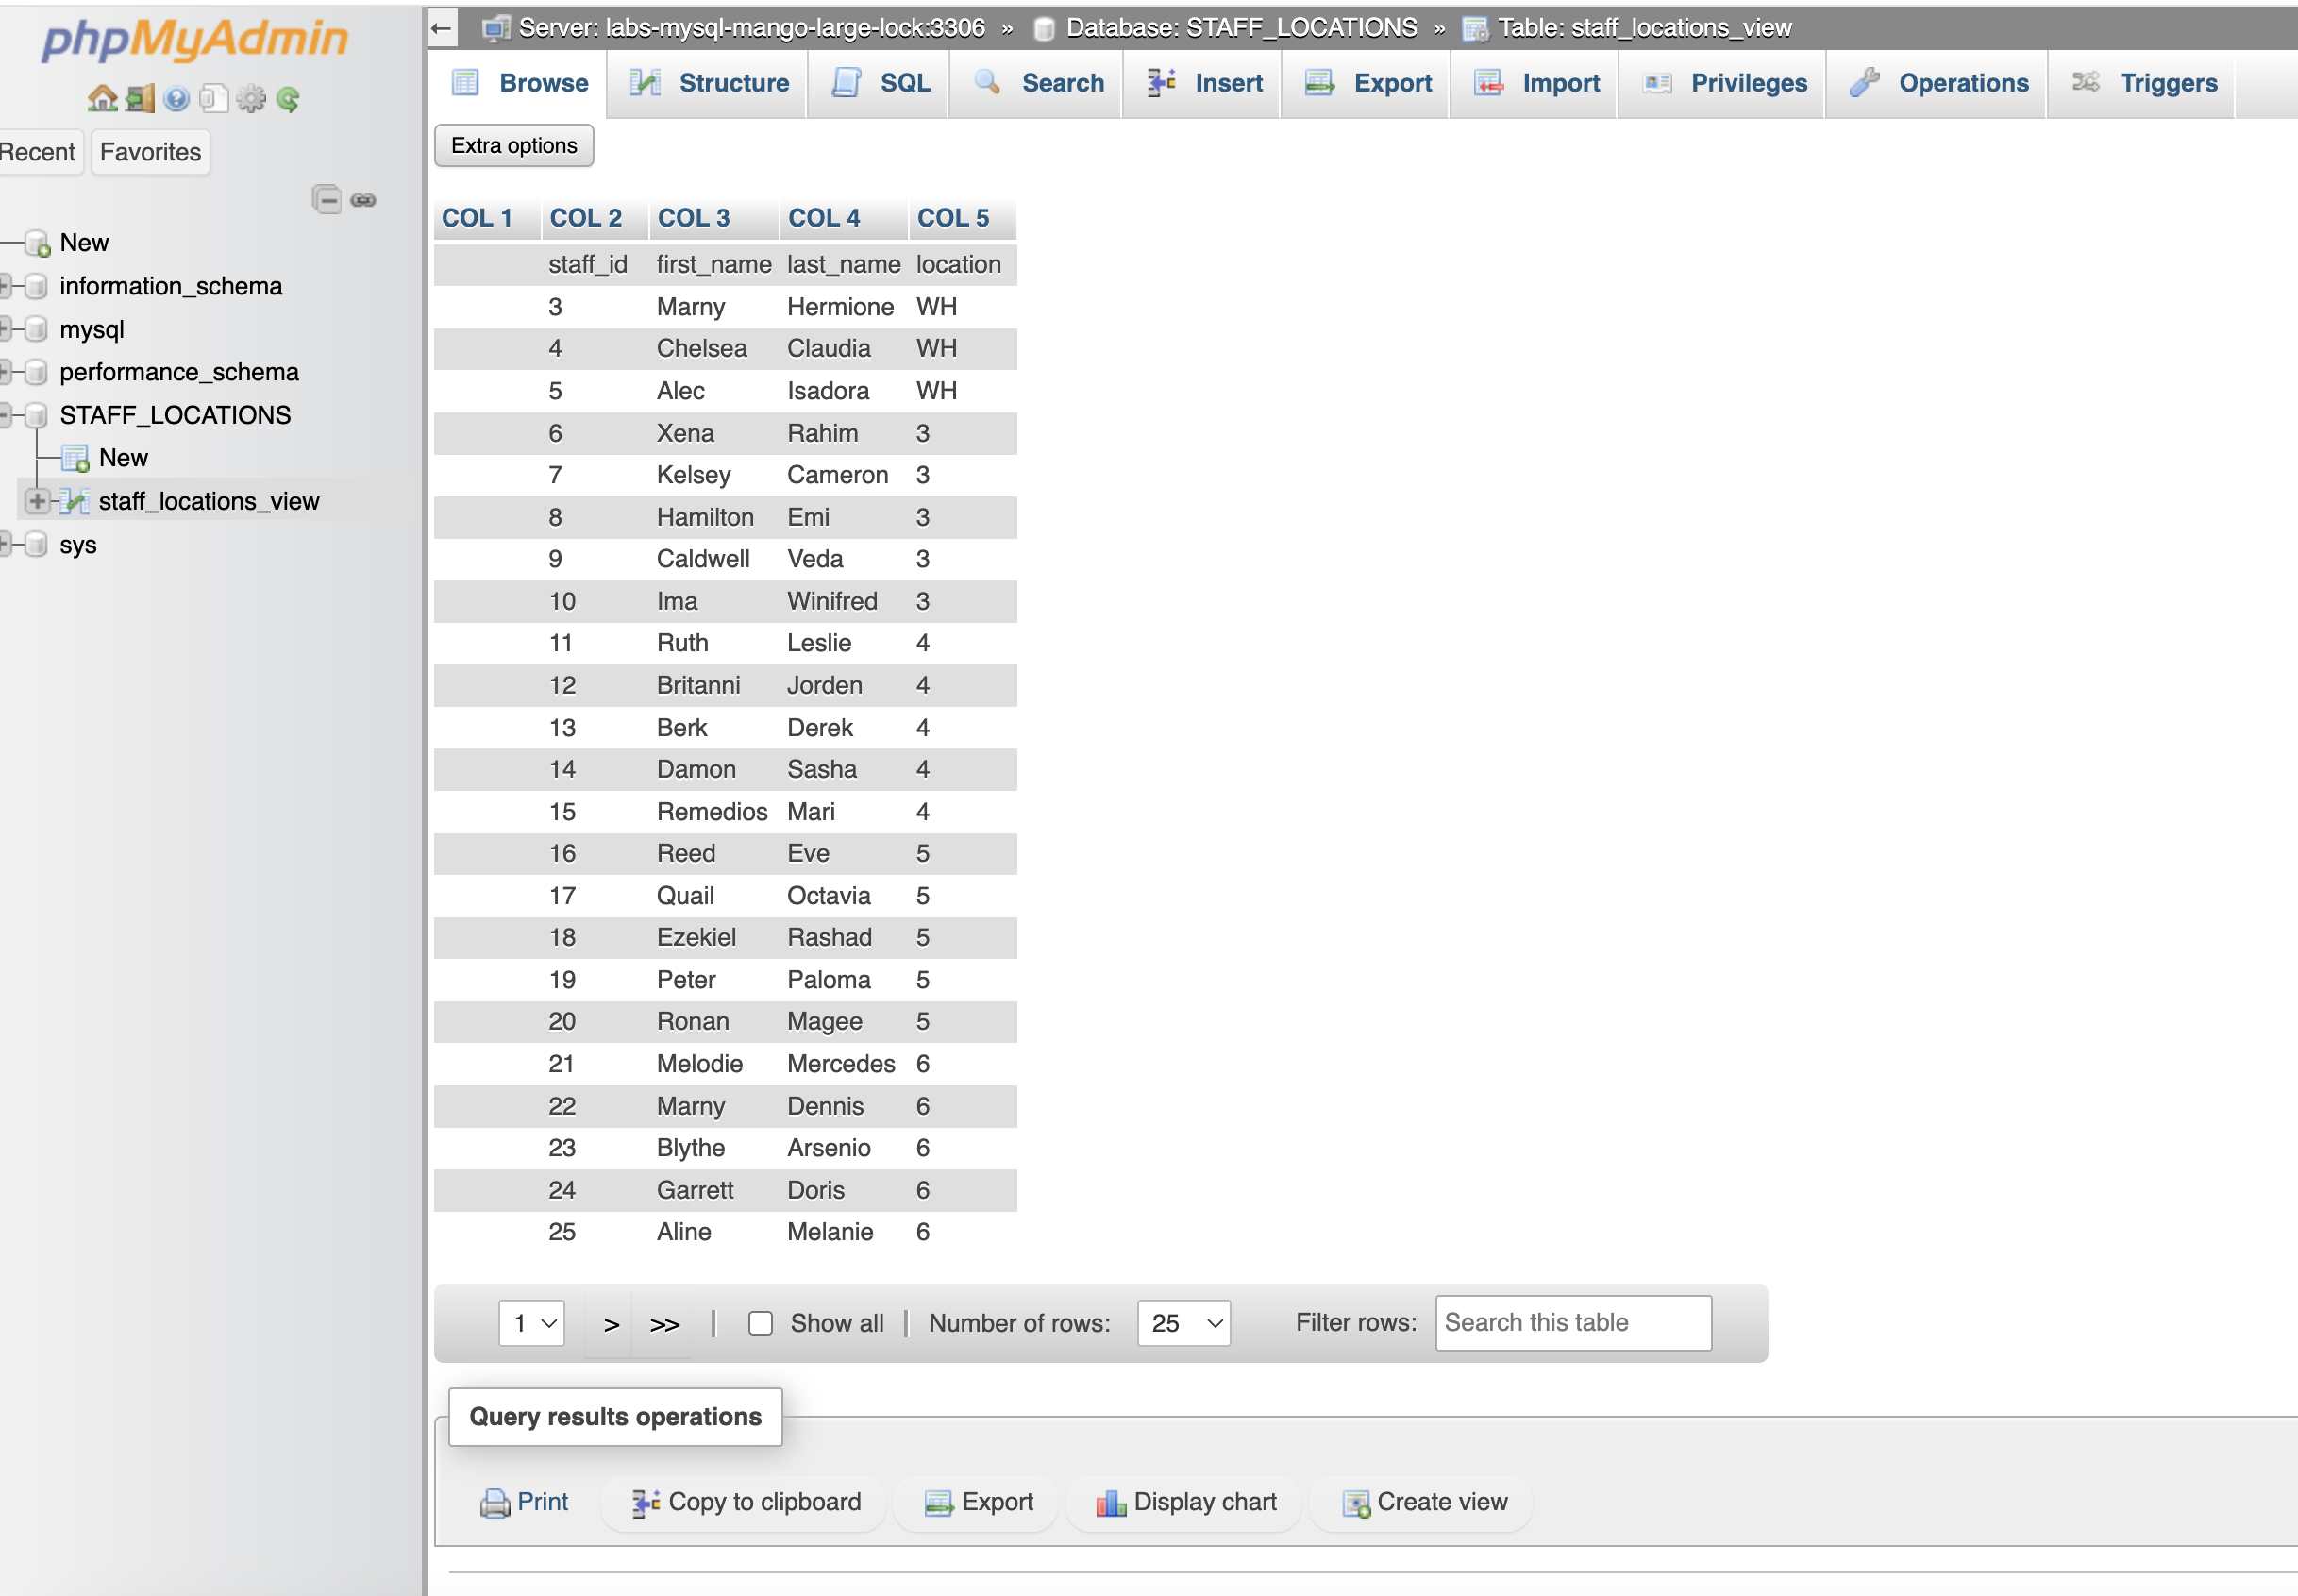 phpMyAdmin
Recent Favorites
New
information_schema
mysql
performance_schema
STAFF_LOCATIONS
New
staff_locations_view
sys
Server: labs-mysql-mango-large-lock:3306 » Database: STAFF_LOCATIONS » Table: staff_locations_view
Browse Structure SQL Search Insert Export Import Privileges Operations Triggers
Extra options
COL 1 COL 2 COL 3 COL 4 COL 5
staff_id first_name last_name location
3 Marny Hermione WH
4 Chelsea Claudia WH
5 Alec Isadora WH
6 Xena Rahim 3
7 Kelsey Cameron 3
8 Hamilton Emi 3
9 Caldwell Veda 3
10 Ima Winifred 3
11 Ruth Leslie 4
12 Britanni Jorden 4
13 Berk Derek 4
14 Damon Sasha 4
15 Remedios Mari 4
16 Reed Eve 5
17 Quail Octavia 5
18 Ezekiel Rashad 5
19 Peter Paloma 5
20 Ronan Magee 5
21 Melodie Mercedes 6
22 Marny Dennis 6
23 Blythe Arsenio 6
24 Garrett Doris 6
25 Aline Melanie 6
1 > >> | Show all | Number of rows: 25 Filter rows: Search this table
Query results operations
Print Copy to clipboard Export Display chart Create view